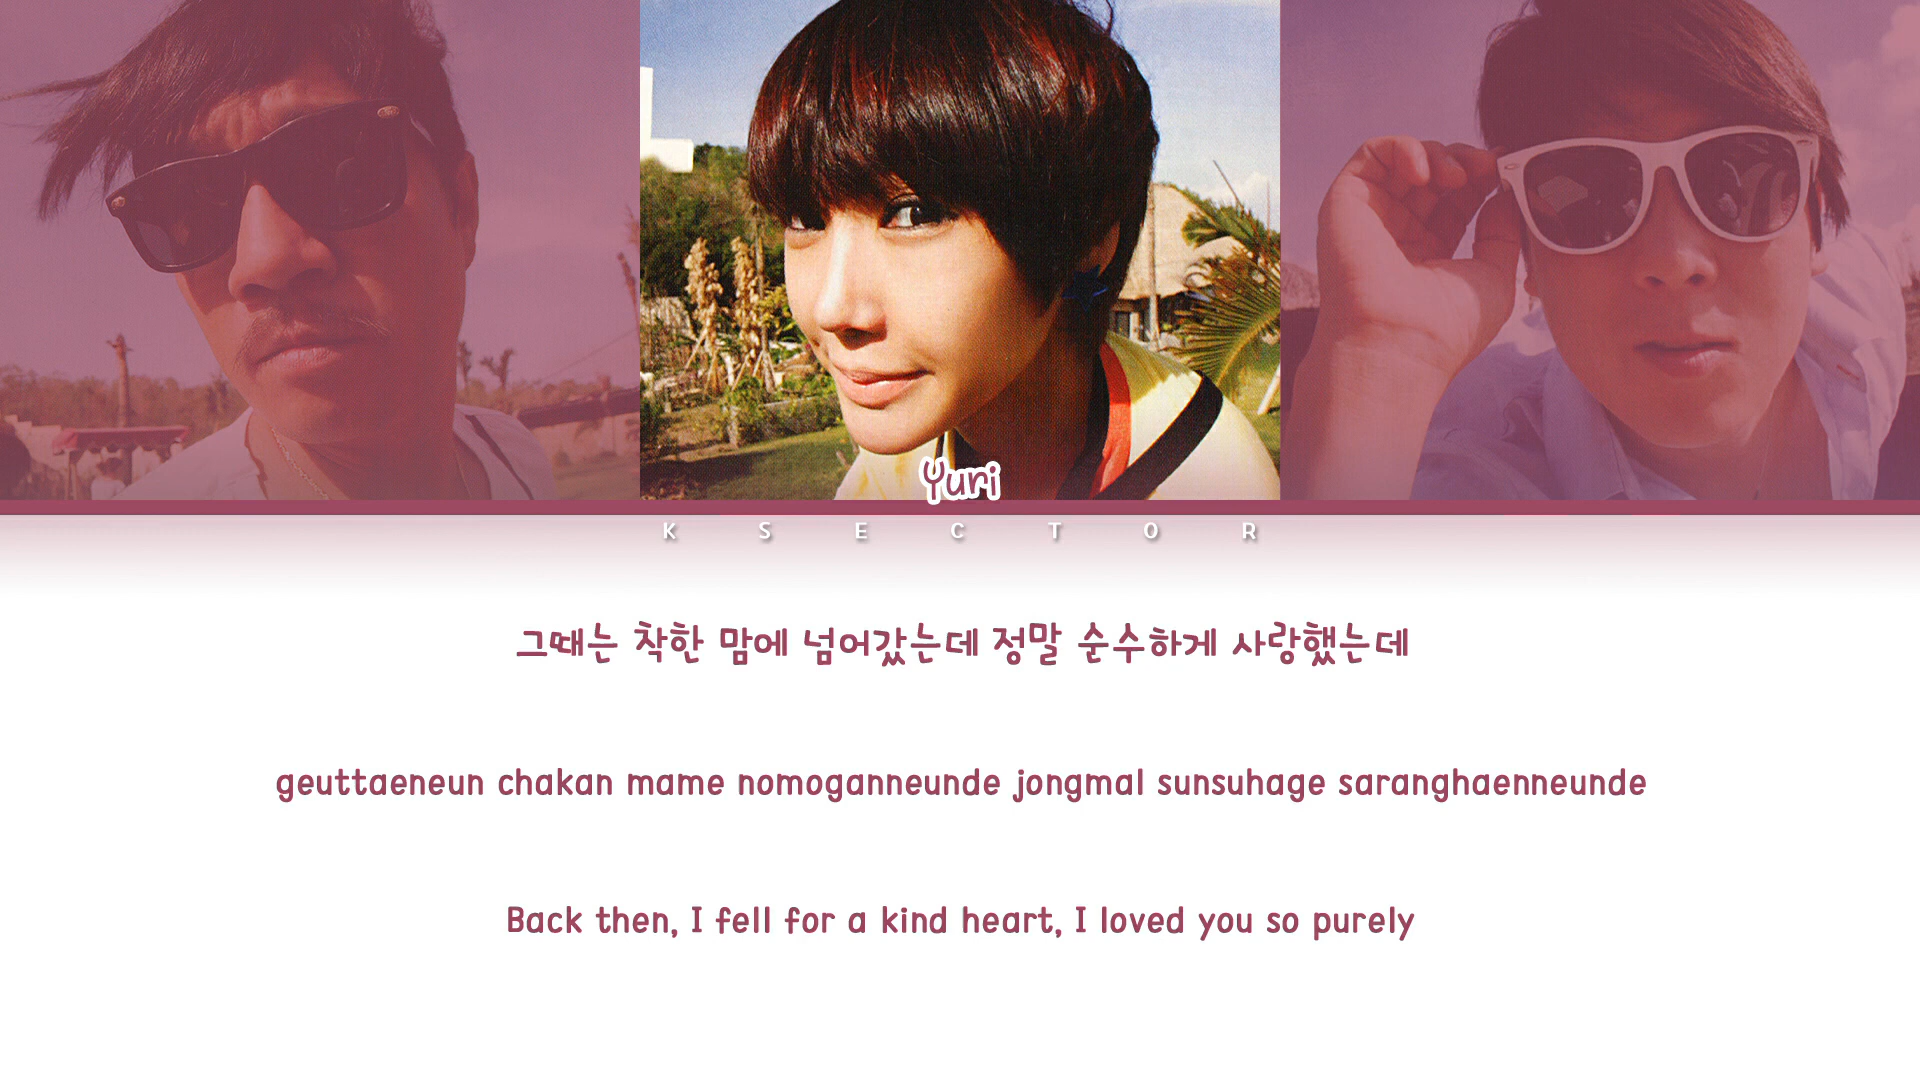 Yuri
K S E C T O R
그때는 착한 맘에 넘어갔는데 정말 순수하게 사랑했는데
geuttaeneun chakan mame nomoganneunde jongmal sunsuhage saranghaenneunde
Back then, I fell for a kind heart, I loved you so purely